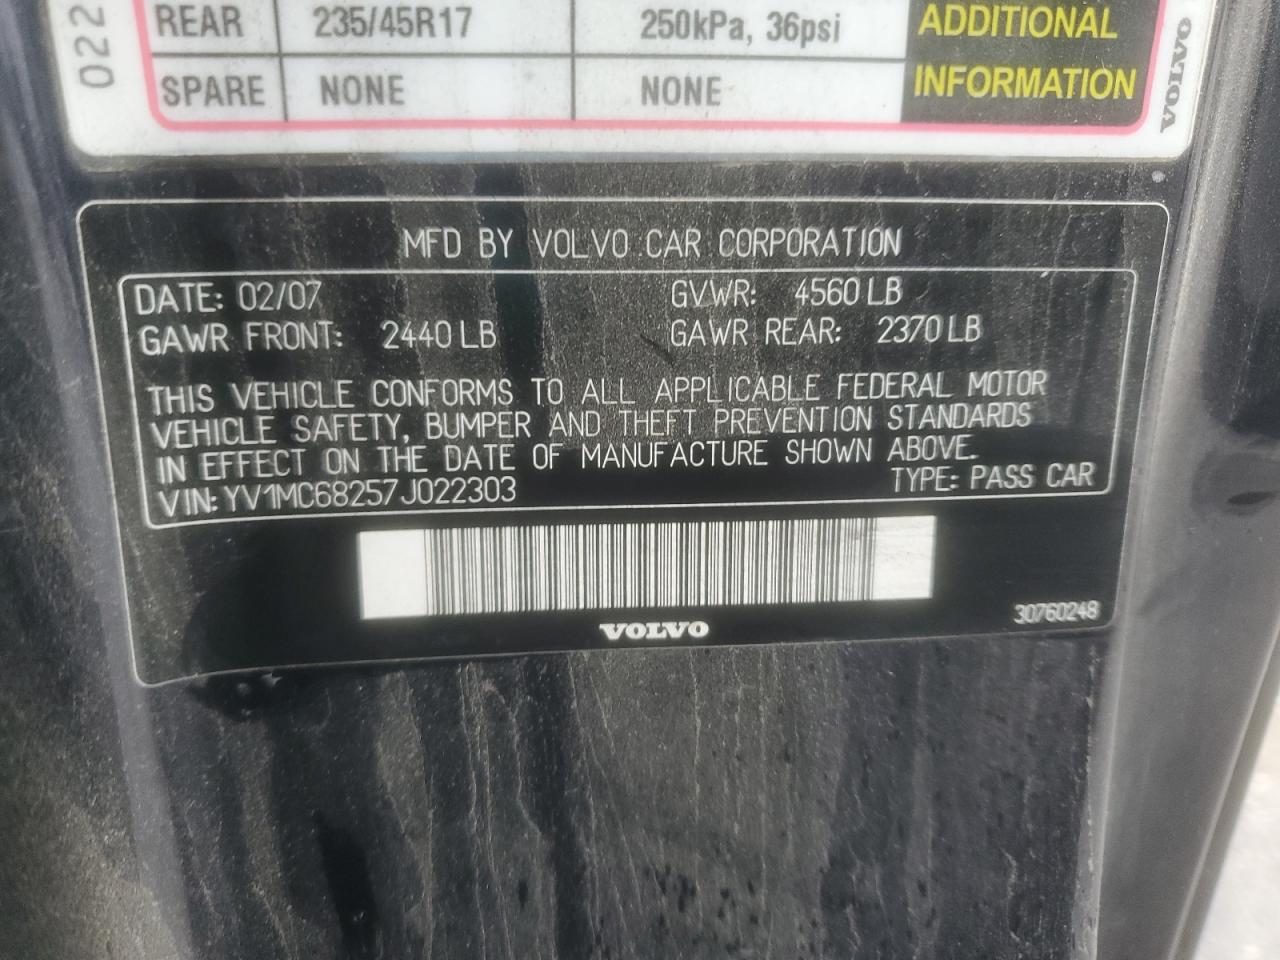 022
REAR 235/45R17 250kPa, 36psi ADDITIONAL
SPARE NONE NONE INFORMATION
VOLVO
MFD BY VOLVO CAR CORPORATION
DATE: 02/07 GVWR: 4560 LB
GAWR FRONT: 2440 LB GAWR REAR: 2370 LB
THIS VEHICLE CONFORMS TO ALL APPLICABLE FEDERAL MOTOR
VEHICLE SAFETY, BUMPER AND THEFT PREVENTION STANDARDS
IN EFFECT ON THE DATE OF MANUFACTURE SHOWN ABOVE.
VIN: YV1MC68257J022303 TYPE: PASS CAR
VOLVO
30760248